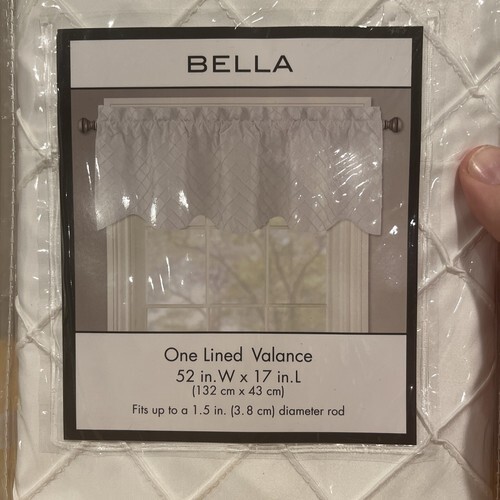 BELLA
One Lined Valance
52 in.W x 17 in.L
(132 cm x 43 cm)
Fits up to a 1.5 in. (3.8 cm) diameter rod